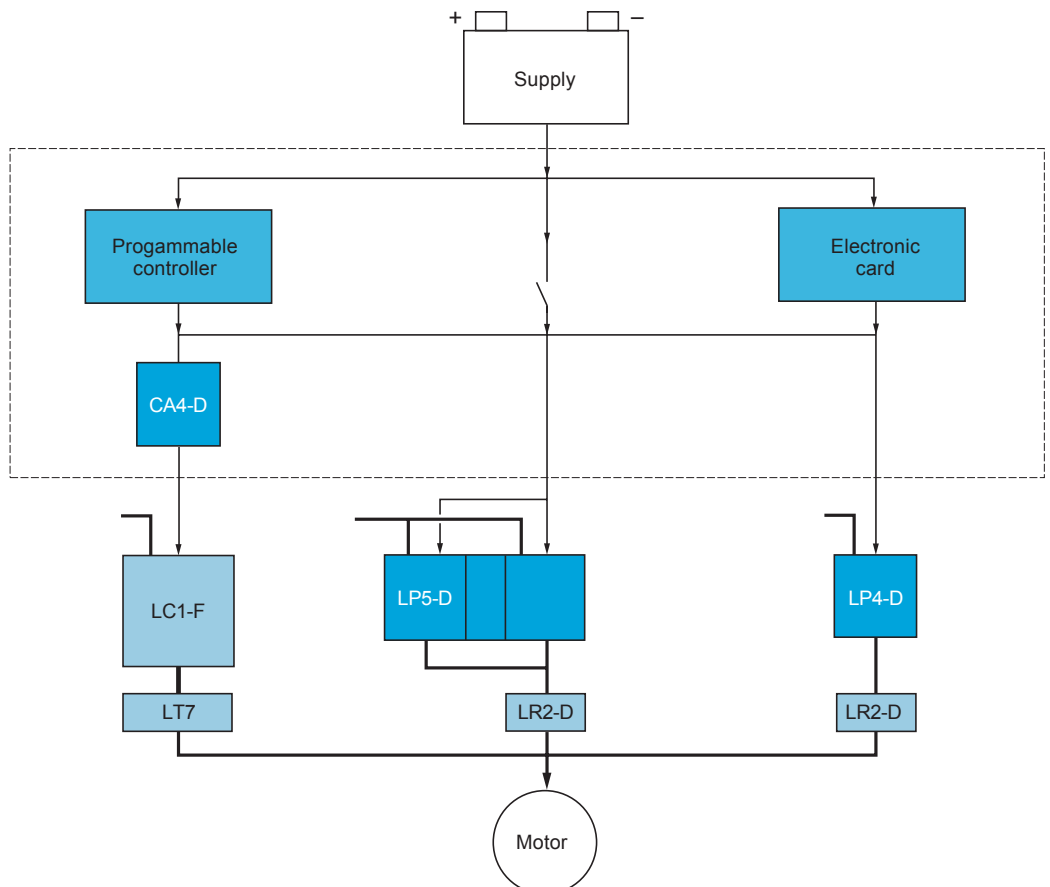 + –
Supply
Progammable
controller
Electronic
card
CA4-D
LC1-F
LP5-D
LP4-D
LT7
LR2-D
LR2-D
Motor